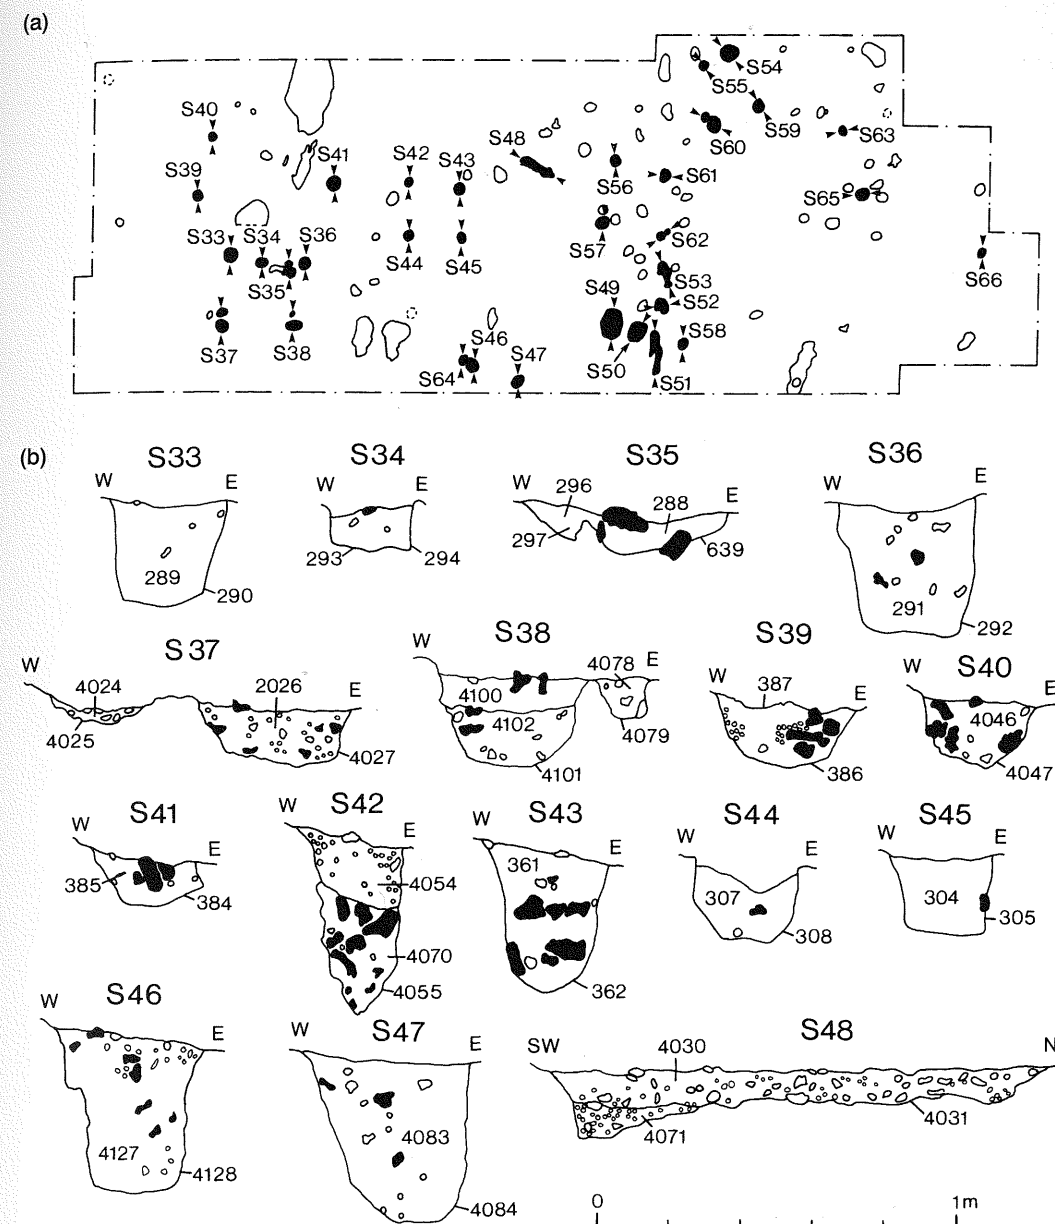 (a)
S54
S55
S40 S59 S63
S48 S60
S41 S42 S43
S39 S56 S61
S65
S33 S34 S36 S57 S62
S44 S45
S35 S49 S53 S66
S52
S37 S38 S46 S58
S64 S47 S50
S51
(b)
S33 S34 S35 S36
W E W E W E W E
296 288
297
289 293 294 639
290 291 292
S37 S38 S39 S40
W E W E W E W E
4024 2026 4078 387
4100 4046
4025 4102 4079
4027 4101 386 4047
S41 S42 S43 S44 S45
W E W E W E W E W E
361
385 4054 307 304
384 305
4070 308
4055 362
S46 S47 S48
W E W E SW N
4030
4083 4031
4127 4071
4128
4084
0 1m